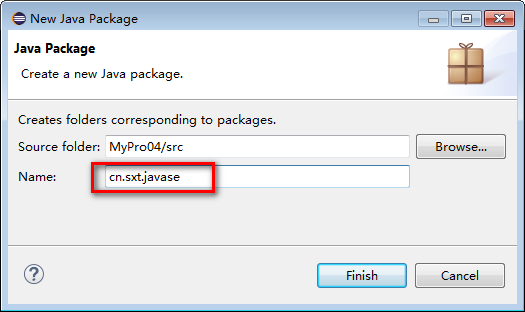 New Java Package
Java Package
Create a new Java package.
Creates folders corresponding to packages.
Source folder: MyPro04/src Browse...
Name: cn.sxt.javase
? Finish Cancel